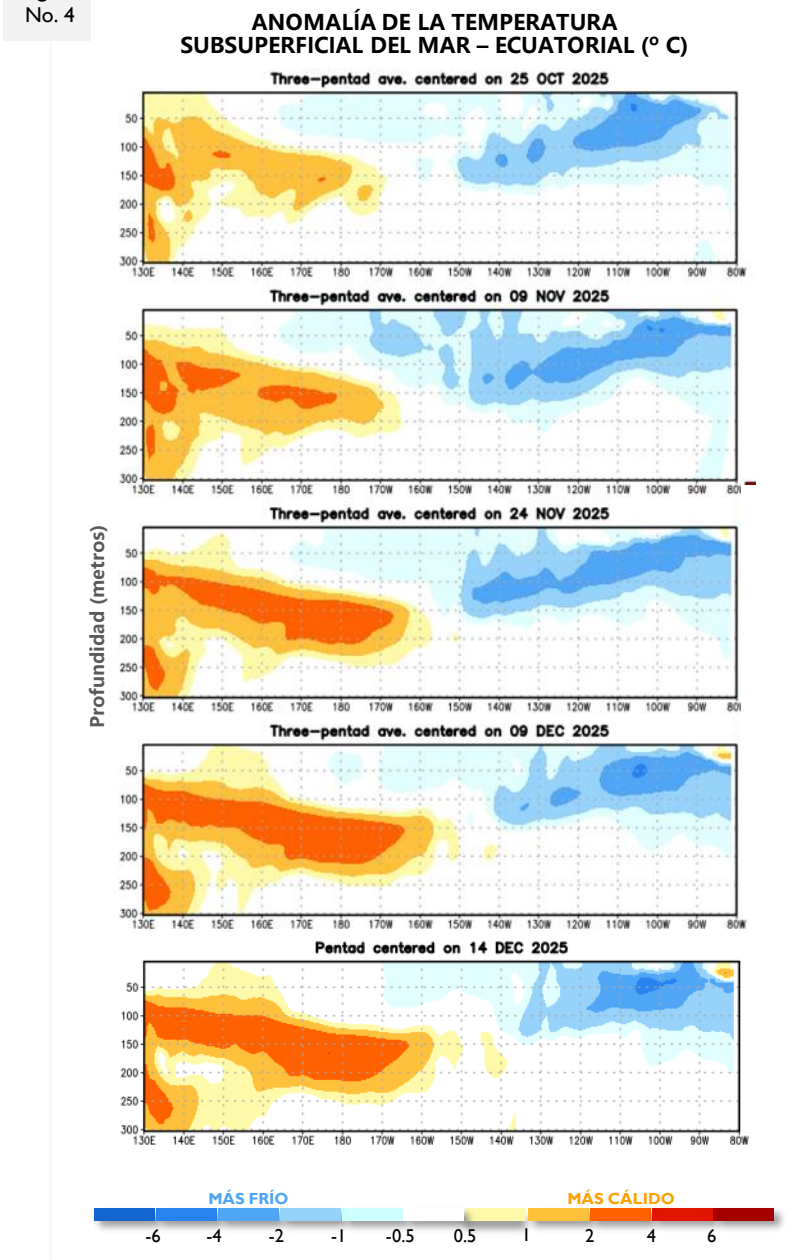 No. 4
ANOMALÍA DE LA TEMPERATURA
SUBSUPERFICIAL DEL MAR – ECUATORIAL (º C)
Three-pentad ave. centered on 25 OCT 2025
50
100
150
200
250
300
130E 140E 150E 160E 170E 180 170W 160W 150W 140W 130W 120W 110W 100W 90W 80W
Three-pentad ave. centered on 09 NOV 2025
50
100
150
200
250
300
130E 140E 150E 160E 170E 180 170W 160W 150W 140W 130W 120W 110W 100W 90W 80
Three-pentad ave. centered on 24 NOV 2025
Profundidad (metros)
50
100
150
200
250
300
130E 140E 150E 160E 170E 180 170W 160W 150W 140W 130W 120W 110W 100W 90W 80
Three-pentad ave. centered on 09 DEC 2025
50
100
150
200
250
300
130E 140E 150E 160E 170E 180 170W 160W 150W 140W 130W 120W 110W 100W 90W 80W
Pentad centered on 14 DEC 2025
50
100
150
200
250
300
130E 140E 150E 160E 170E 180 170W 160W 150W 140W 130W 120W 110W 100W 90W 80W
MÁS FRÍO MÁS CÁLIDO
-6 -4 -2 -1 -0.5 0.5 1 2 4 6